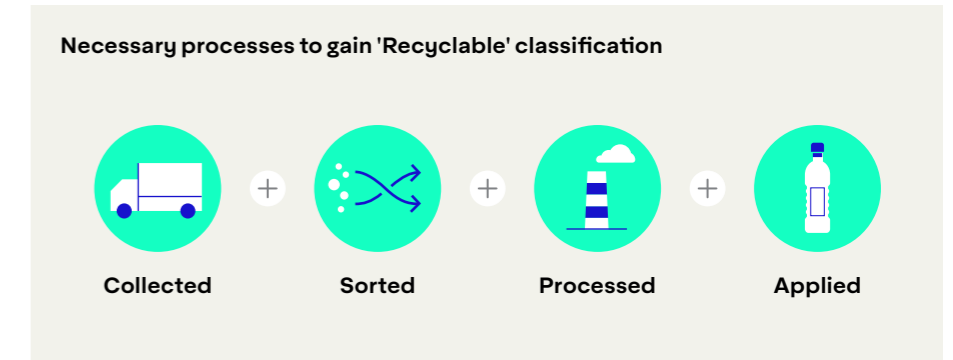 Necessary processes to gain 'Recyclable' classification
Collected
Sorted
Processed
Applied